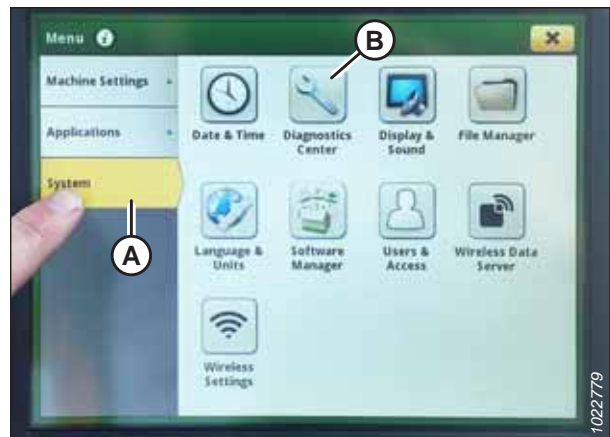 Menu i
B
Machine Settings
Applications
System
A
Date & Time
Diagnostics
Center
Display &
Sound
File Manager
Language &
Units
Software
Manager
Users &
Access
Wireless Data
Server
Wireless
Settings
1022779